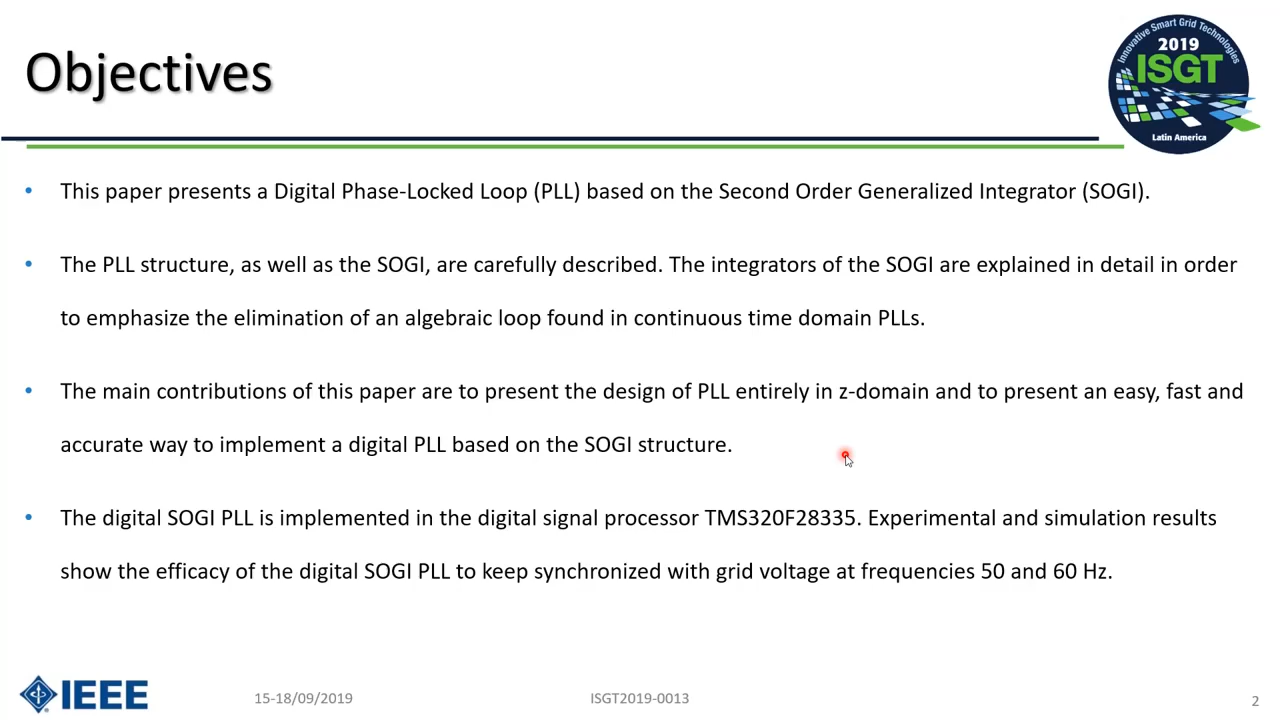 Objectives
Innovative Smart Grid Technologies
2019
ISGT
Latin America
• This paper presents a Digital Phase-Locked Loop (PLL) based on the Second Order Generalized Integrator (SOGI).
• The PLL structure, as well as the SOGI, are carefully described. The integrators of the SOGI are explained in detail in order
to emphasize the elimination of an algebraic loop found in continuous time domain PLLs.
• The main contributions of this paper are to present the design of PLL entirely in z-domain and to present an easy, fast and
accurate way to implement a digital PLL based on the SOGI structure.
• The digital SOGI PLL is implemented in the digital signal processor TMS320F28335. Experimental and simulation results
show the efficacy of the digital SOGI PLL to keep synchronized with grid voltage at frequencies 50 and 60 Hz.
IEEE
15-18/09/2019
ISGT2019-0013
2